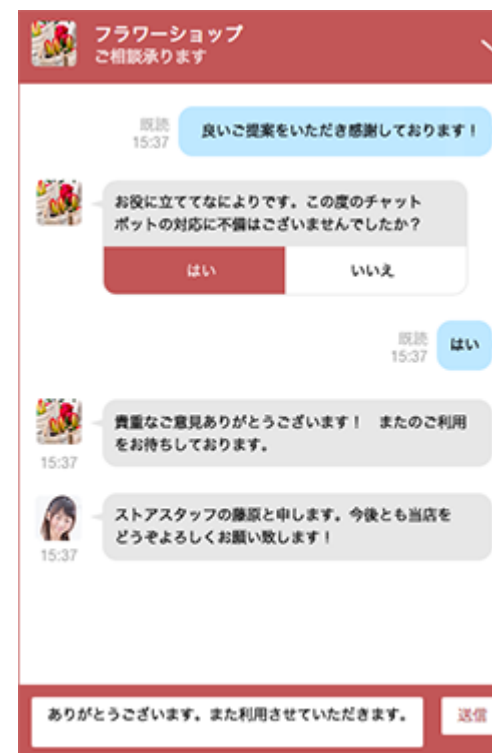 フラワーショップ
ご相談承ります
既読
15:37
良いご提案をいただき感謝しております！
お役に立ててなによりです。この度のチャット
ボットの対応に不備はございませんでしたか？
はい
いいえ
既読
15:37
はい
貴重なご意見ありがとうございます！　またのご利用
をお待ちしております。
15:37
ストアスタッフの藤原と申します。今後とも当店を
どうぞよろしくお願い致します！
15:37
ありがとうございます。また利用させていただきます。
送信